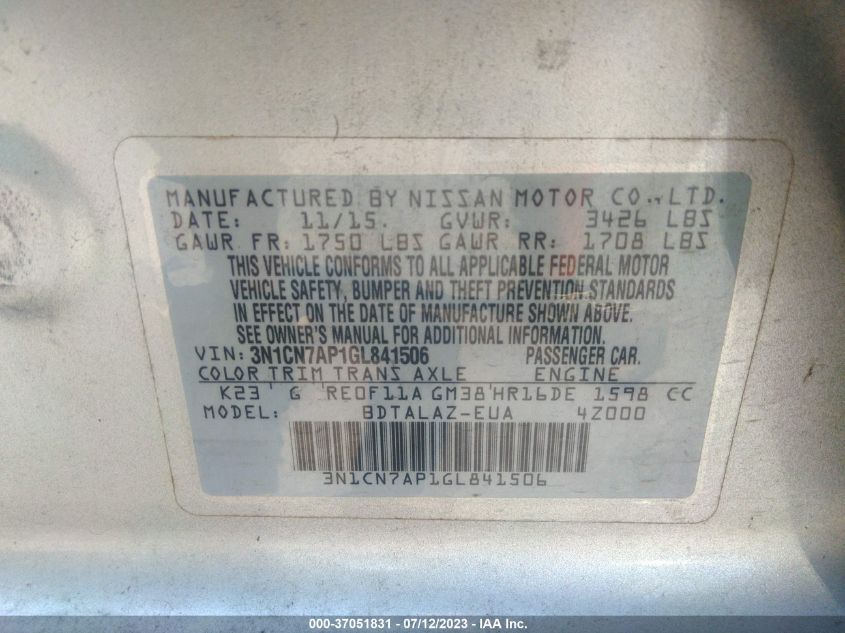 MANUFACTURED BY NISSAN MOTOR CO., LTD.
DATE: 11/15. GVWR: 3426 LBS
GAWR FR: 1750 LBS GAWR RR: 1708 LBS
THIS VEHICLE CONFORMS TO ALL APPLICABLE FEDERAL MOTOR
VEHICLE SAFETY, BUMPER AND THEFT PREVENTION STANDARDS
IN EFFECT ON THE DATE OF MANUFACTURE SHOWN ABOVE.
SEE OWNER'S MANUAL FOR ADDITIONAL INFORMATION.
VIN: 3N1CN7AP1GL841506 PASSENGER CAR.
COLOR TRIM TRANS AXLE ENGINE
K23 ' G 'RE0F11A GM38'HR16DE 1598 CC
MODEL: BDTALAZ-EUA 4Z000
3N1CN7AP1GL841506
000-37051831 - 07/12/2023 - IAA Inc.